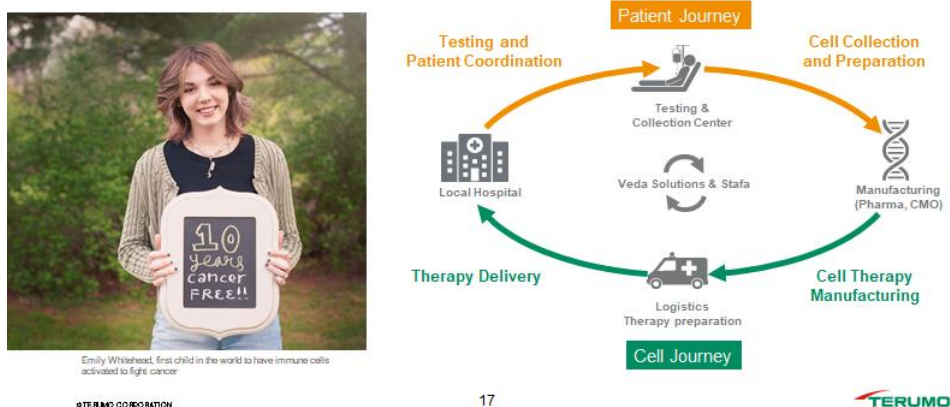 10
years
cancer
FREE!!
Emily Whitehead, first child in the world to have immune cells
activated to fight cancer
Patient Journey
Testing and
Patient Coordination
Cell Collection
and Preparation
Testing &
Collection Center
Local Hospital
Veda Solutions & Stafa
Manufacturing
(Pharma, CMO)
Therapy Delivery
Cell Therapy
Manufacturing
Logistics
Therapy preparation
Cell Journey
©TERUMO CORPORATION
17
TERUMO